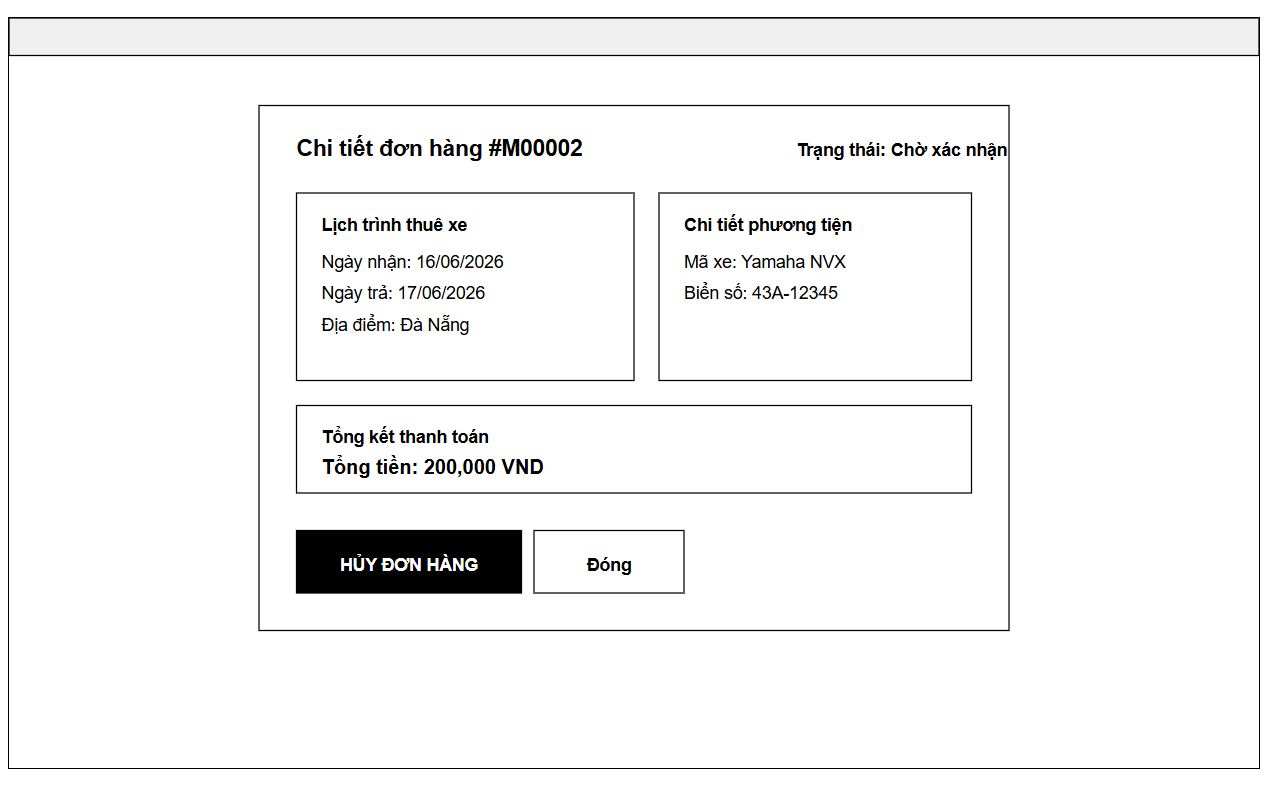 Chi tiết đơn hàng #M00002
Trạng thái: Chờ xác nhận
Lịch trình thuê xe
Ngày nhận: 16/06/2026
Ngày trả: 17/06/2026
Địa điểm: Đà Nẵng
Chi tiết phương tiện
Mã xe: Yamaha NVX
Biển số: 43A-12345
Tổng kết thanh toán
Tổng tiền: 200,000 VND
HỦY ĐƠN HÀNG
Đóng